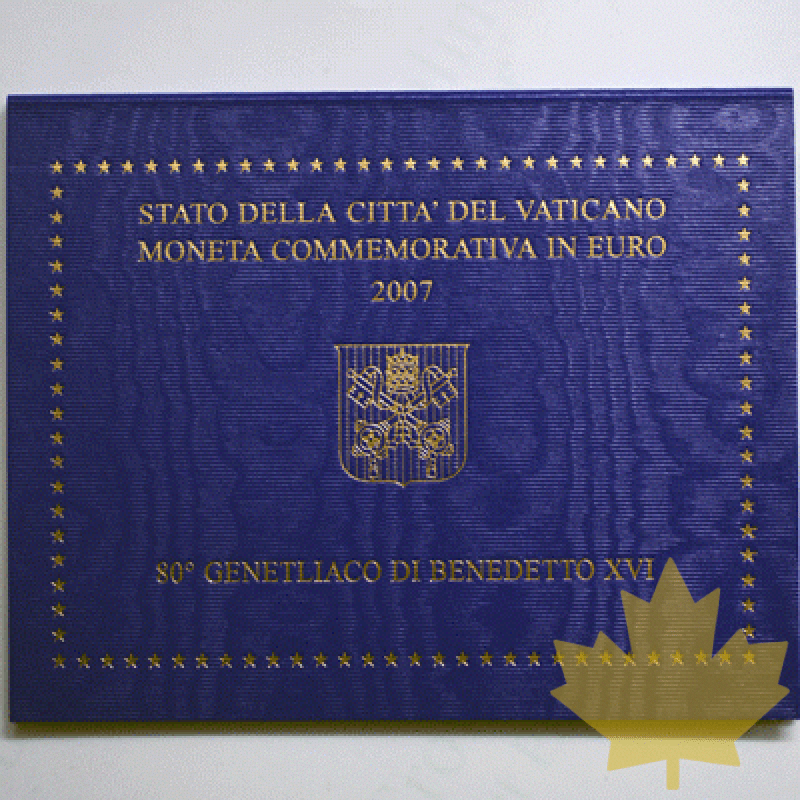 STATO DELLA CITTA' DEL VATICANO
MONETA COMMEMORATIVA IN EURO
2007
80° GENETLIACO DI BENEDETTO XVI